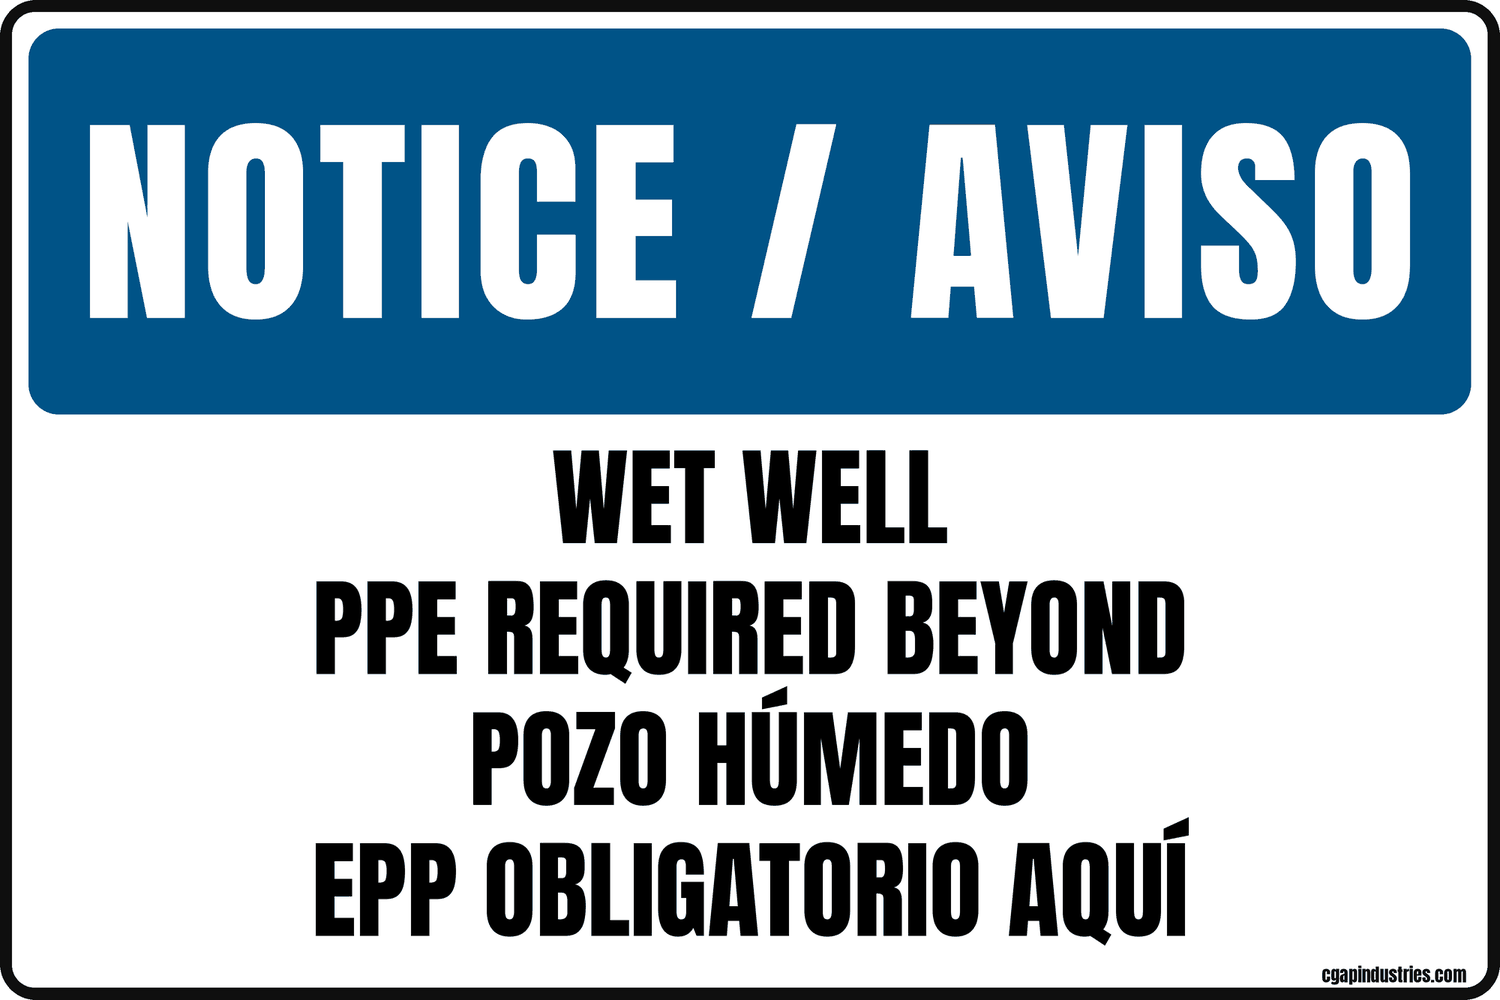 NOTICE / AVISO
WET WELL
PPE REQUIRED BEYOND
POZO HÚMEDO
EPP OBLIGATORIO AQUÍ
cgapindustries.com